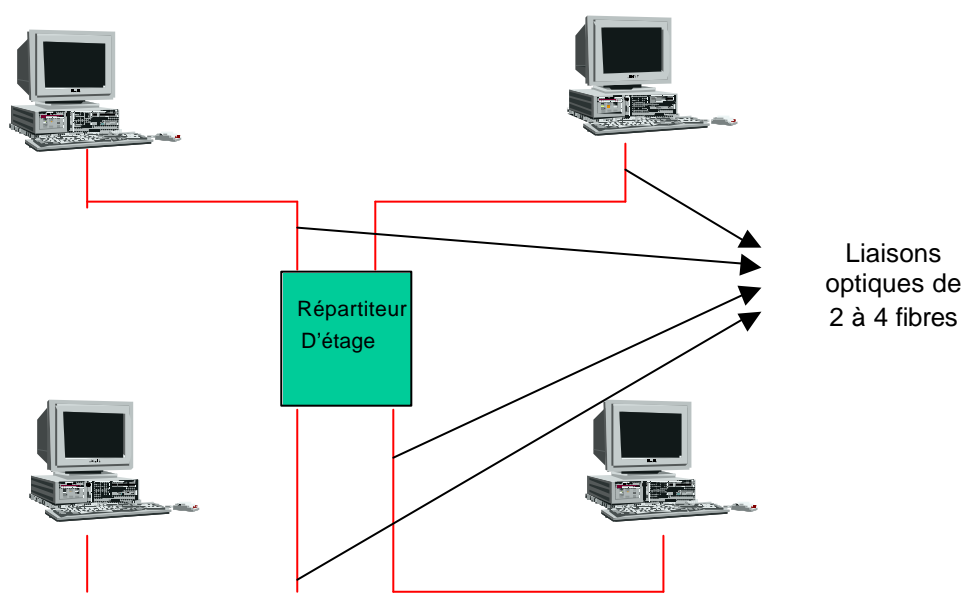 Répartiteur
D’étage
Liaisons
optiques de
2 à 4 fibres